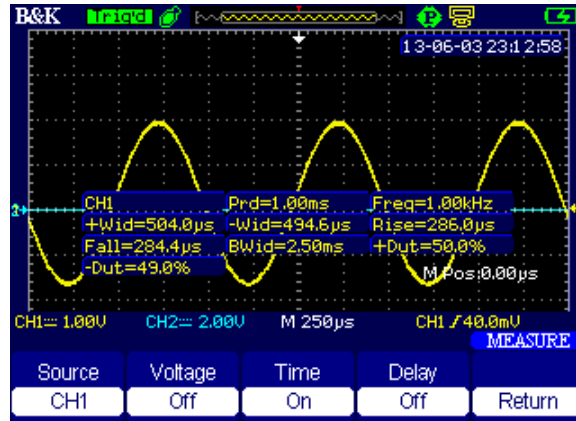 B&K Trig'd P
13-06-03 23:12:58
CH1 Prd=1.00ms Freq=1.00kHz
+Wid=504.0µs -Wid=494.6µs Rise=286.0µs
Fall=284.4µs BWid=2.50ms +Dut=50.0%
-Dut=49.0%
M Pos:0.00µs
CH1 1.00V CH2 2.00V M 250µs CH1 40.0mV
MEASURE
Source Voltage Time Delay
CH1 Off On Off Return